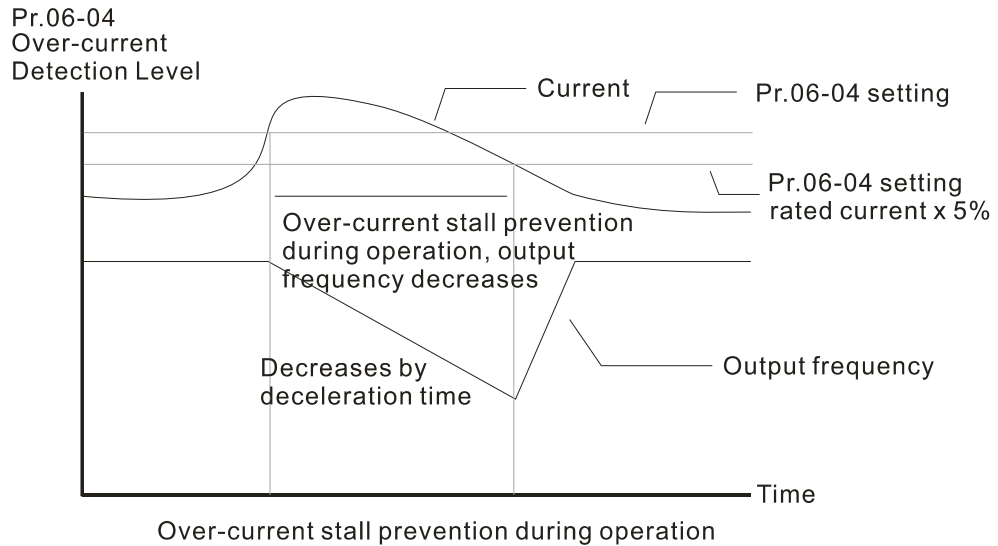 Pr.06-04
Over-current
Detection Level
Current
Pr.06-04 setting
Pr.06-04 setting
rated current x 5%
Over-current stall prevention
during operation, output
frequency decreases
Decreases by
deceleration time
Output frequency
Time
Over-current stall prevention during operation